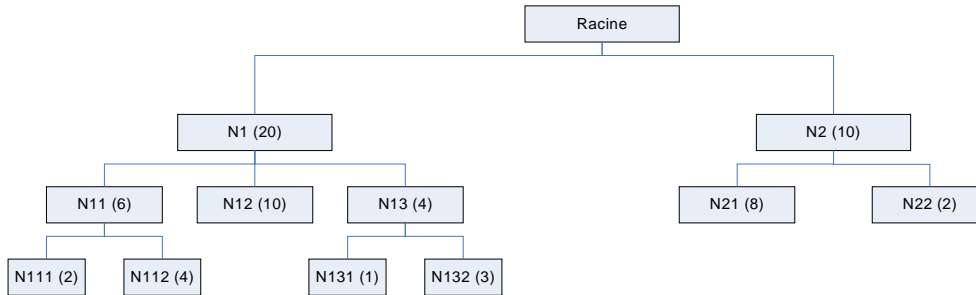 Racine
N1 (20)
N2 (10)
N11 (6)
N12 (10)
N13 (4)
N21 (8)
N22 (2)
N111 (2)
N112 (4)
N131 (1)
N132 (3)